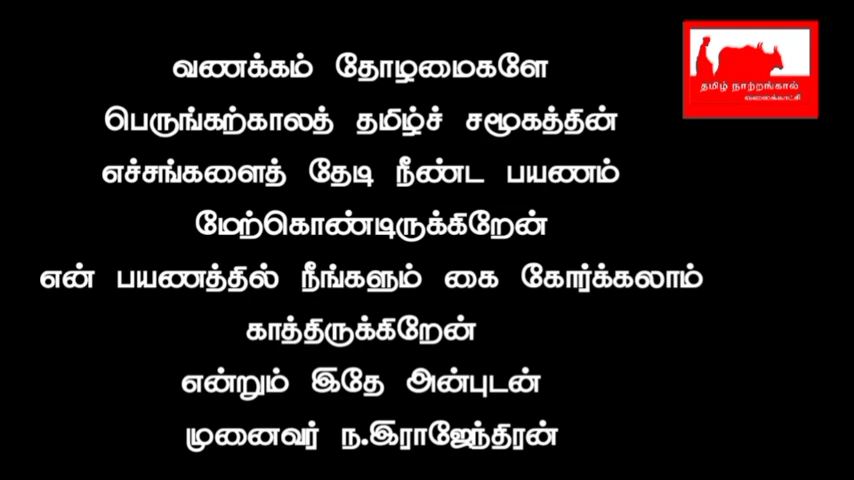 வணக்கம் தோழமைகளே
பெருங்கற்காலத் தமிழ்ச் சமூகத்தின்
எச்சங்களைத் தேடி நீண்ட பயணம்
மேற்கொண்டிருக்கிறேன்
என் பயணத்தில் நீங்களும் கை கோர்க்கலாம்
காத்திருக்கிறேன்
என்றும் இதே அன்புடன்
முனைவர் ந.இராஜேந்திரன்
தமிழ் நாற்றங்கால்
வலைக்காட்சி